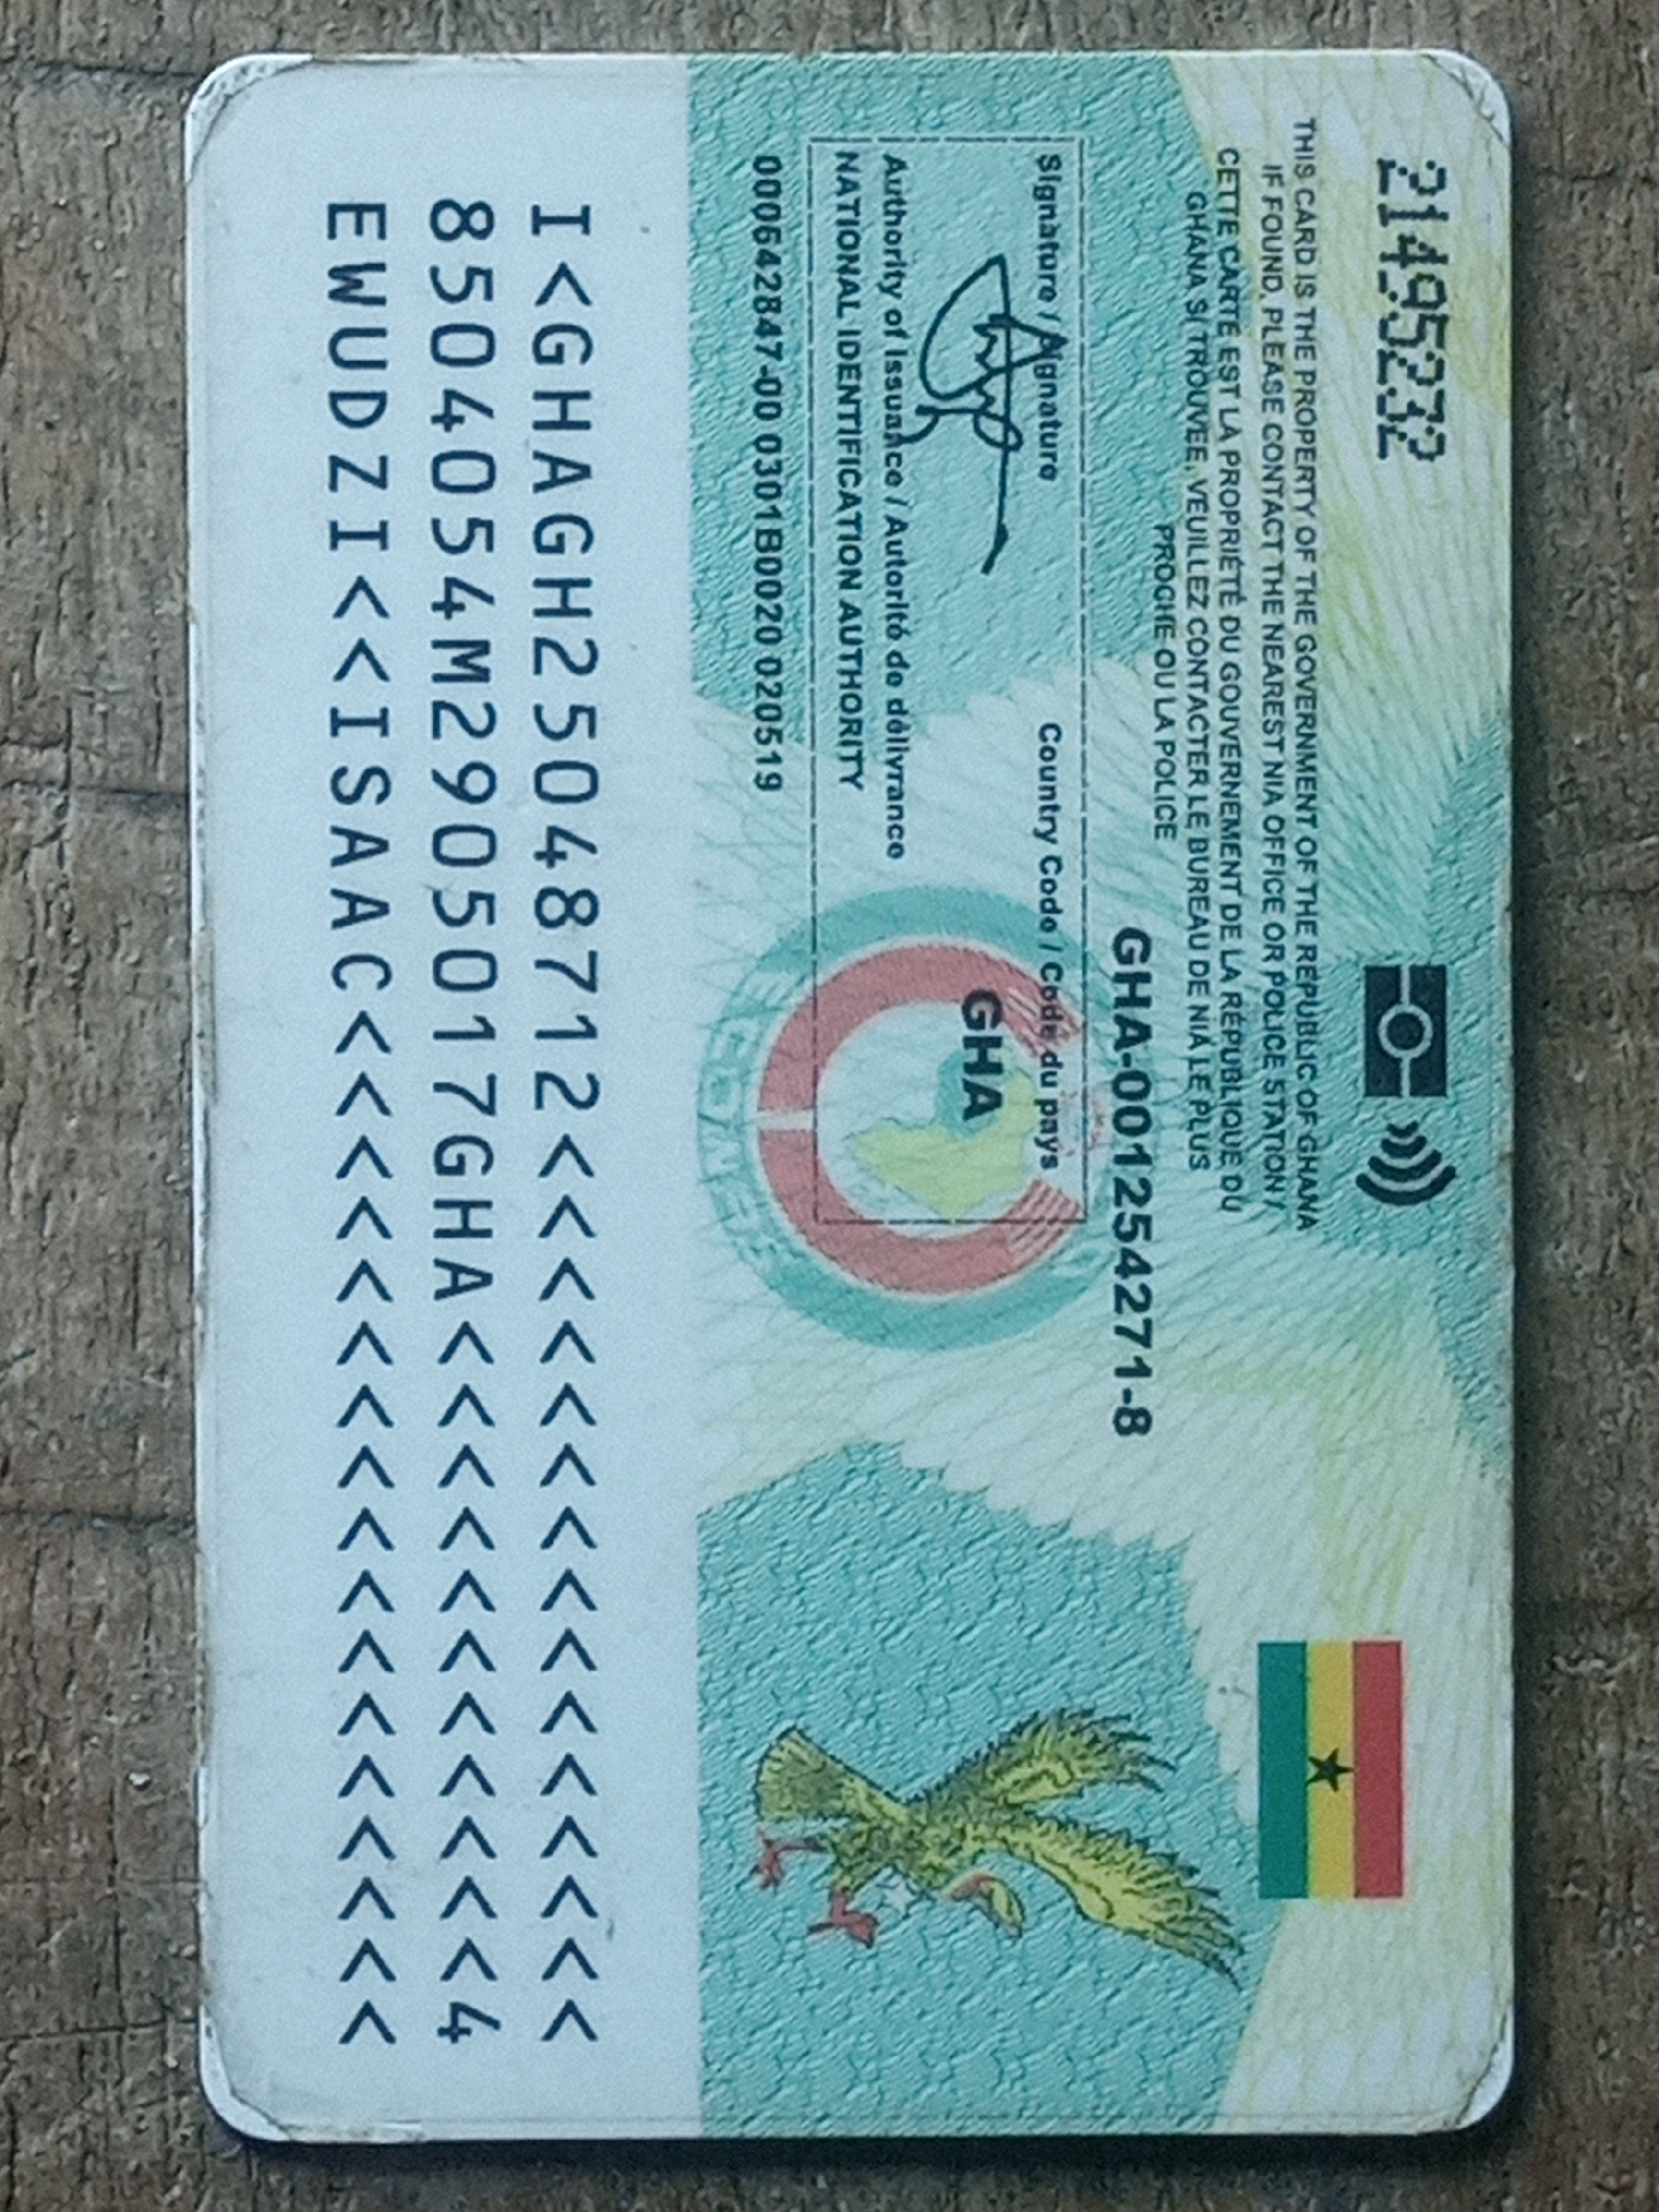 21495232
THIS CARD IS THE PROPERTY OF THE GOVERNMENT OF THE REPUBLIC OF GHANA
IF FOUND, PLEASE CONTACT THE NEAREST NIA OFFICE OR POLICE STATION /
CETTE CARTE EST LA PROPRIÉTÉ DU GOUVERNEMENT DE LA RÉPUBLIQUE DU
GHANA SI TROUVÉE, VEUILLEZ CONTACTER LE BUREAU DE NIA LE PLUS
PROCHE OU LA POLICE
GHA-001254271-8
Signature / Signature
Country Code / Code du pays
GHA
Authority of Issuance / Autorité de délivrance
NATIONAL IDENTIFICATION AUTHORITY
000642847-00 0301B0020 020519
I<GHAGH25048712<<<<<<<<<<<<<<<
8504054M2905017GHA<<<<<<<<<<<4
EWUDZI<<ISAAC<<<<<<<<<<<<<<<<<